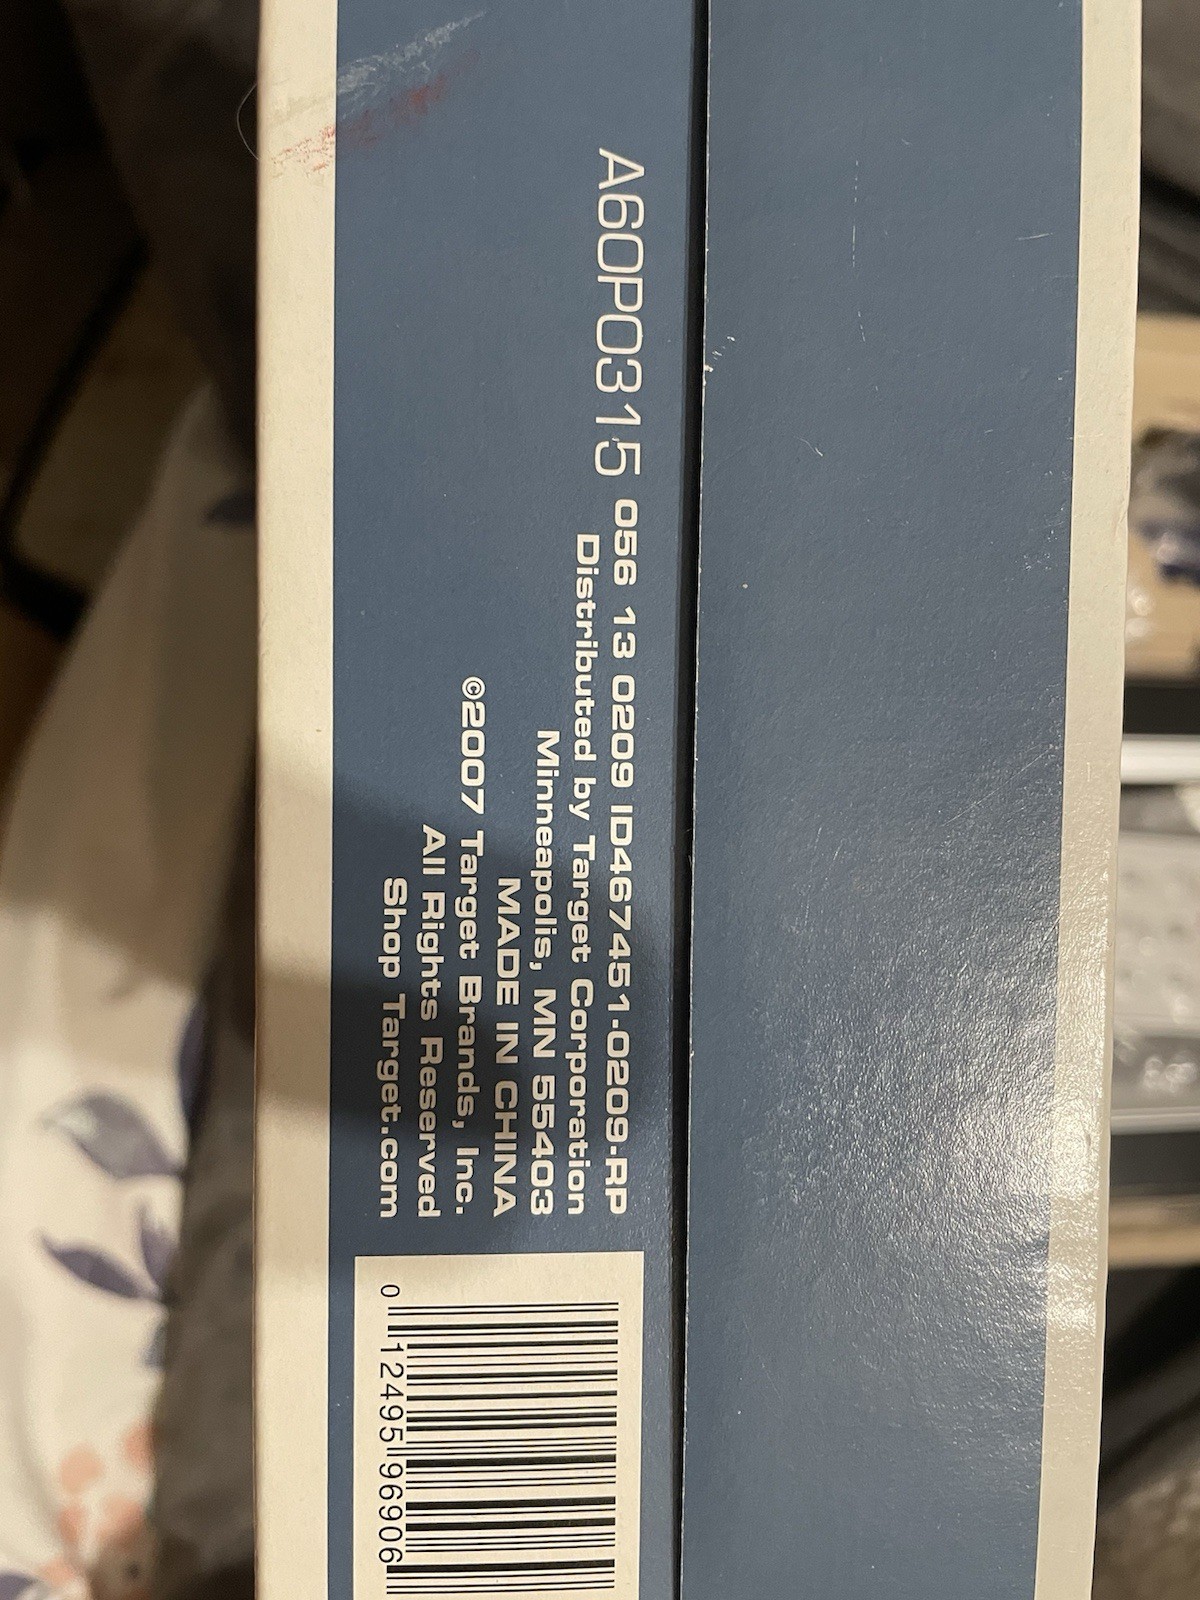 A60P0315 056 13 0209 ID467451-0209-RP
Distributed by Target Corporation
Minneapolis, MN 55403
MADE IN CHINA
©2007 Target Brands, Inc.
All Rights Reserved
Shop Target.com
0 12495 96906